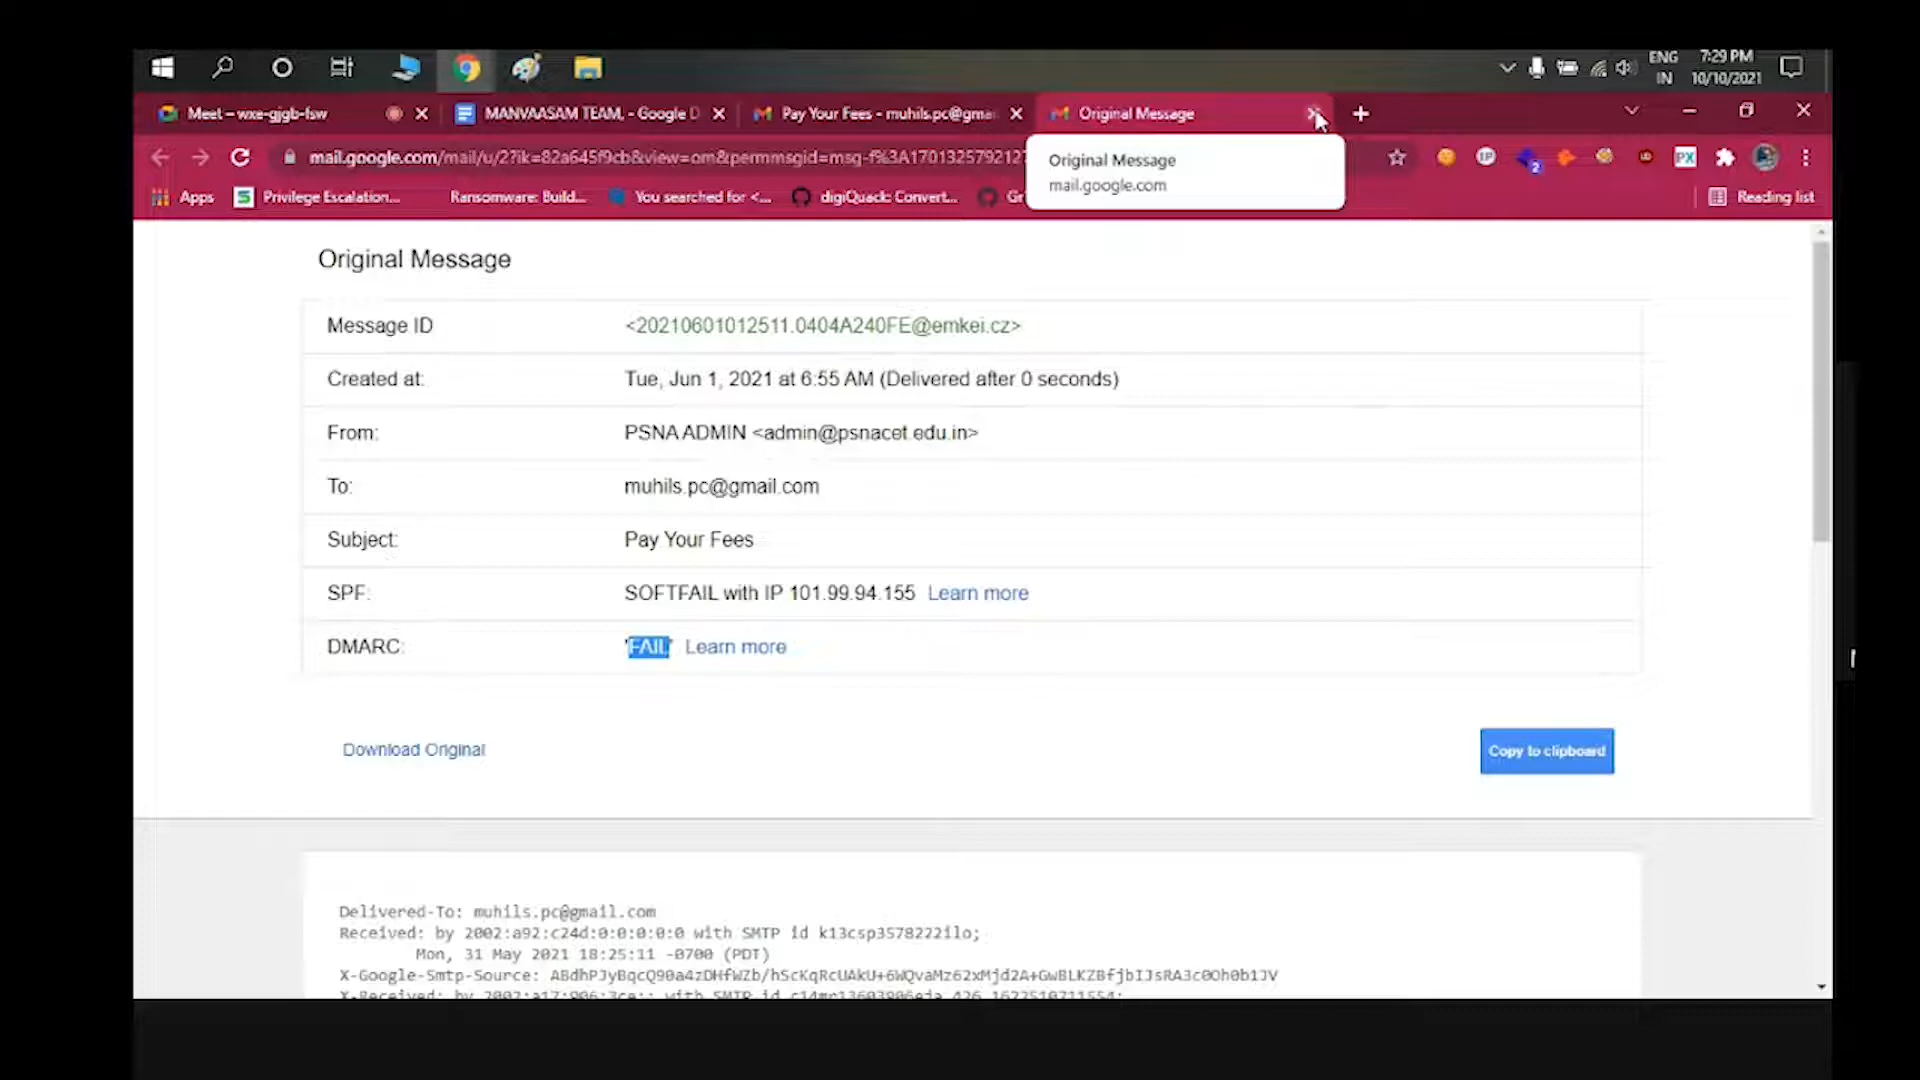 ENG
IN
7:29 PM
10/10/2021
Meet – wxe-gjgb-fsw
MANVAASAM TEAM, - Google D
Pay Your Fees - muhils.pc@gmai
Original Message
mail.google.com/mail/u/2?ik=82a645f9cb&view=om&permmsgid=msg-f%3A1701325792127
Original Message
mail.google.com
Apps
Privilege Escalation...
Ransomware: Build...
You searched for <...
digiQuack: Convert...
Reading list
Original Message
Message ID
<20210601012511.0404A240FE@emkei.cz>
Created at:
Tue, Jun 1, 2021 at 6:55 AM (Delivered after 0 seconds)
From:
PSNA ADMIN <admin@psnacet.edu.in>
To:
muhils.pc@gmail.com
Subject:
Pay Your Fees
SPF:
SOFTFAIL with IP 101.99.94.155 Learn more
DMARC:
'FAIL' Learn more
Download Original
Copy to clipboard
Delivered-To: muhils.pc@gmail.com
Received: by 2002:a92:c24d:0:0:0:0:0 with SMTP id k13csp3578222ilo;
Mon, 31 May 2021 18:25:11 -0700 (PDT)
X-Google-Smtp-Source:
X-Received: by
with SMTP id